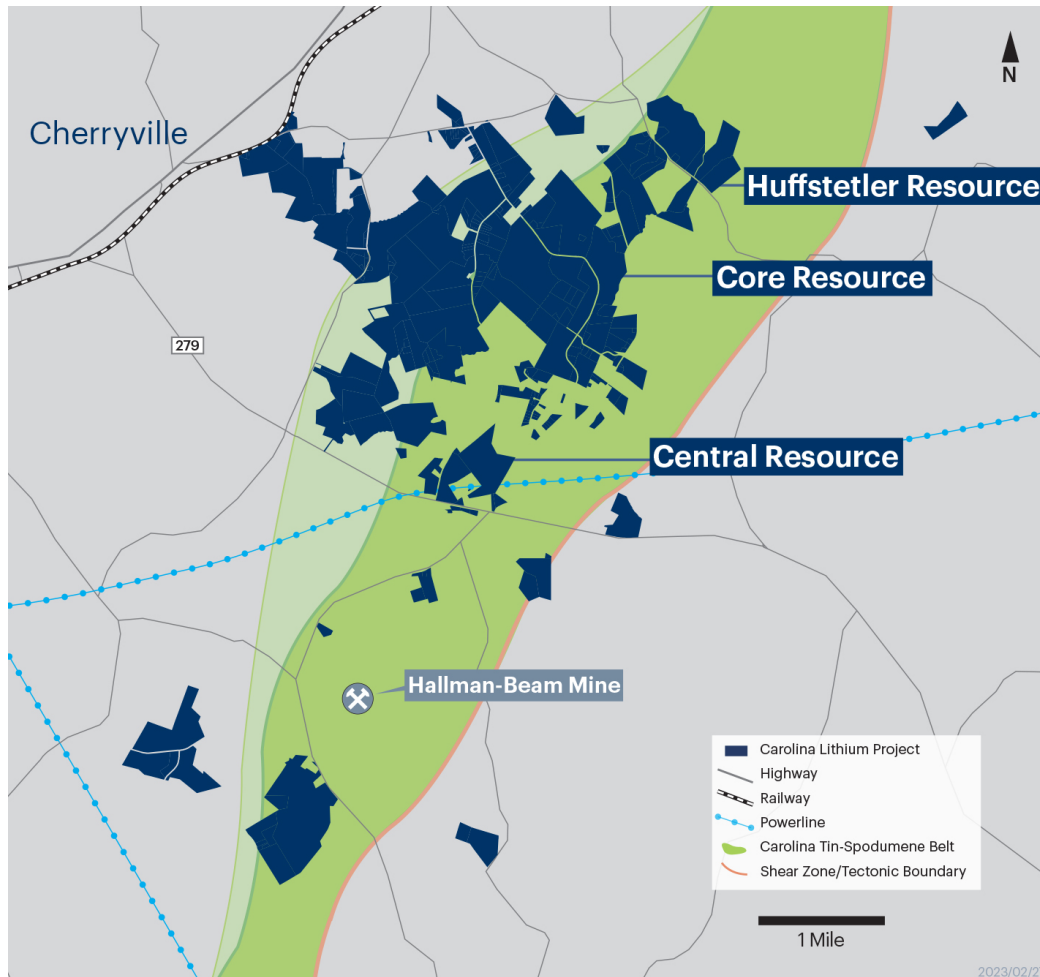 N
Cherryville
Huffstetler Resource
Core Resource
279
Central Resource
Hallman-Beam Mine
Carolina Lithium Project
Highway
Railway
Powerline
Carolina Tin-Spodumene Belt
Shear Zone/Tectonic Boundary
1 Mile